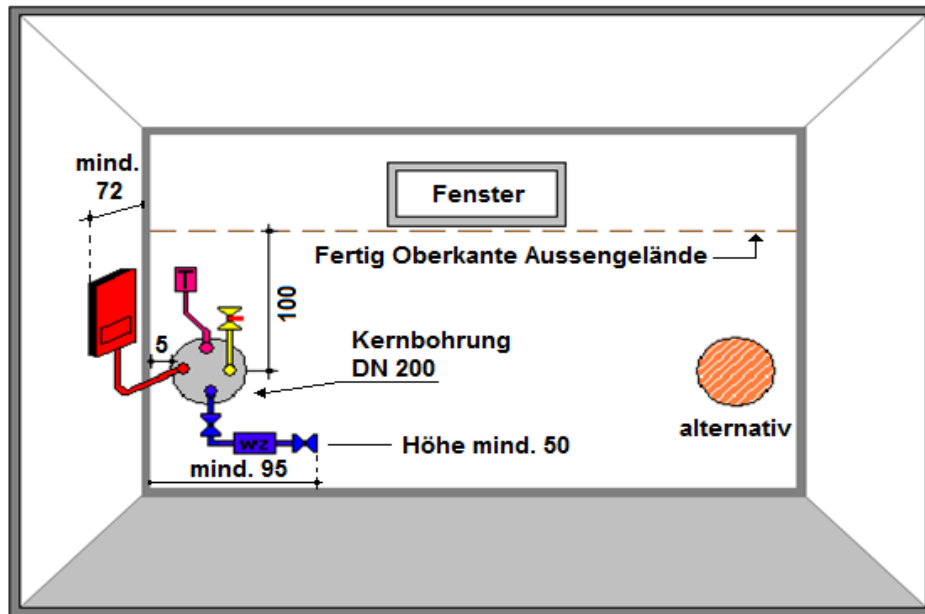 mind.
72
Fenster
Fertig Oberkante Aussengelände
T
100
5
Kernbohrung
DN 200
alternativ
wz
Höhe mind. 50
mind. 95